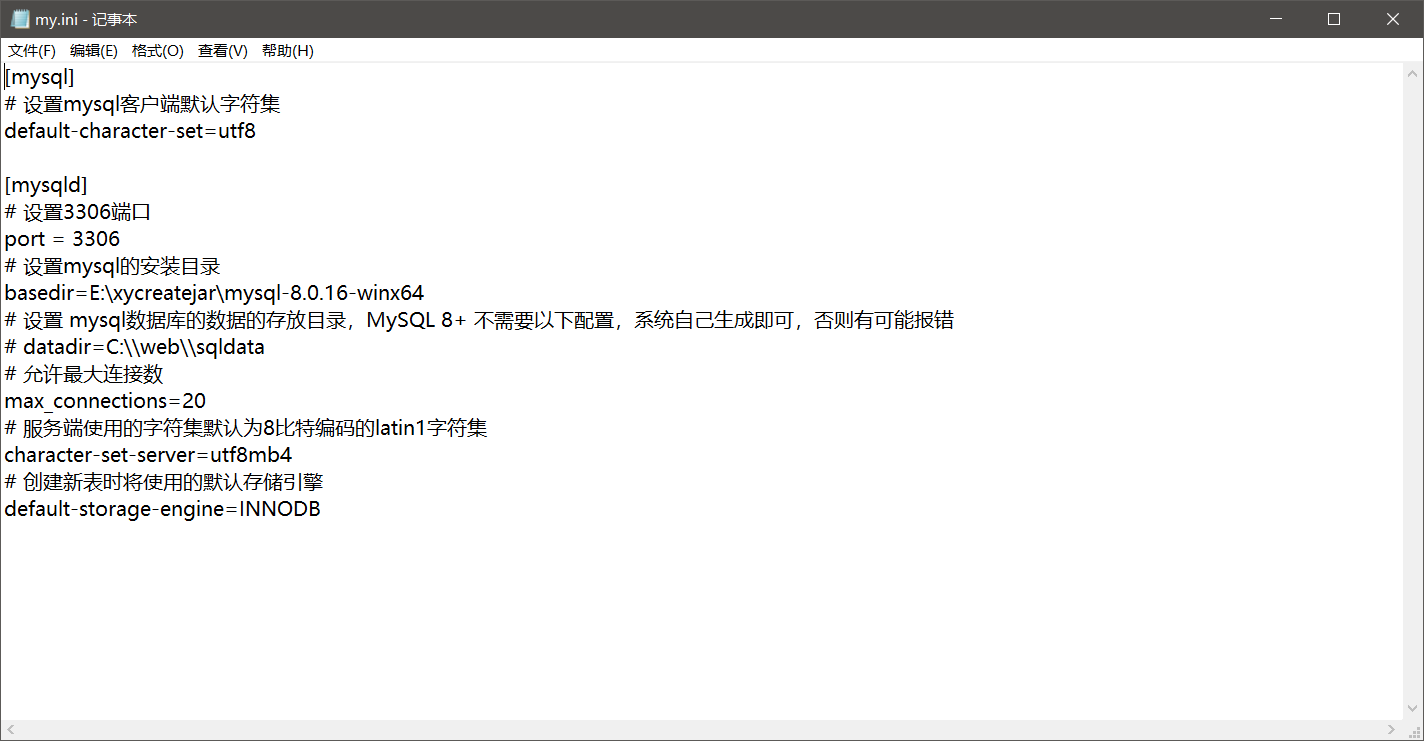 my.ini - 记事本
文件(F) 编辑(E) 格式(O) 查看(V) 帮助(H)
[mysql]
# 设置mysql客户端默认字符集
default-character-set=utf8
[mysqld]
# 设置3306端口
port = 3306
# 设置mysql的安装目录
basedir=E:\xycreatejar\mysql-8.0.16-winx64
# 设置 mysql数据库的数据的存放目录，MySQL 8+ 不需要以下配置，系统自己生成即可，否则有可能报错
# datadir=C:\\web\\sqldata
# 允许最大连接数
max_connections=20
# 服务端使用的字符集默认为8比特编码的latin1字符集
character-set-server=utf8mb4
# 创建新表时将使用的默认存储引擎
default-storage-engine=INNODB